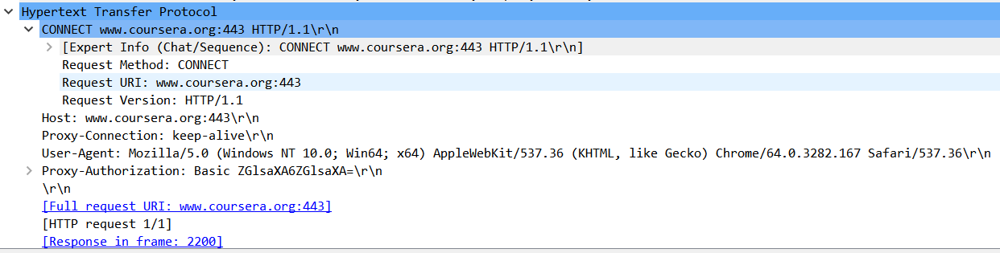 Hypertext Transfer Protocol
CONNECT www.coursera.org:443 HTTP/1.1\r\n
[Expert Info (Chat/Sequence): CONNECT www.coursera.org:443 HTTP/1.1\r\n]
Request Method: CONNECT
Request URI: www.coursera.org:443
Request Version: HTTP/1.1
Host: www.coursera.org:443\r\n
Proxy-Connection: keep-alive\r\n
User-Agent: Mozilla/5.0 (Windows NT 10.0; Win64; x64) AppleWebKit/537.36 (KHTML, like Gecko) Chrome/64.0.3282.167 Safari/537.36\r\n
Proxy-Authorization: Basic ZGlsaXA6ZGlsaXA=\r\n
\r\n
[Full request URI: www.coursera.org:443]
[HTTP request 1/1]
[Response in frame: 2200]